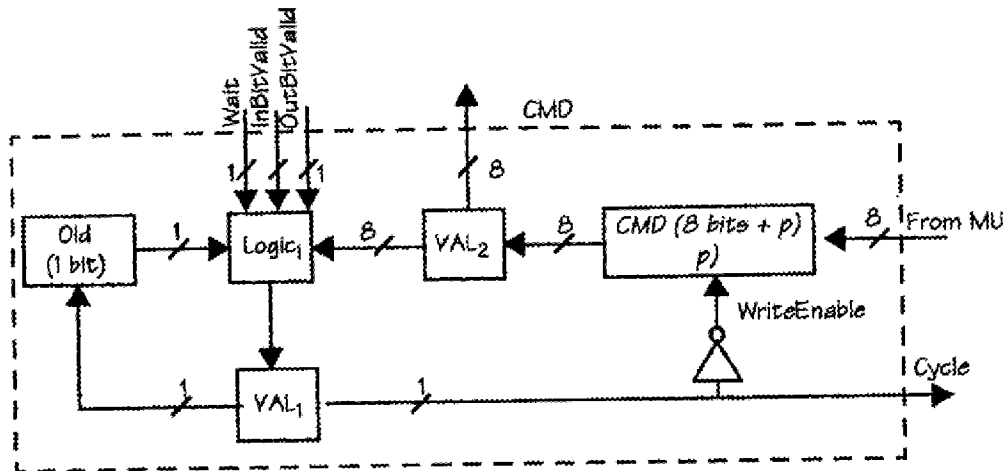 Wait
InBitValid
OutBitValid
CMD
1
1
8
Old
(1 bit)
1
Logic₁
8
VAL₂
8
CMD (8 bits + p)
p)
8
From MU
WriteEnable
1
VAL₁
1
Cycle